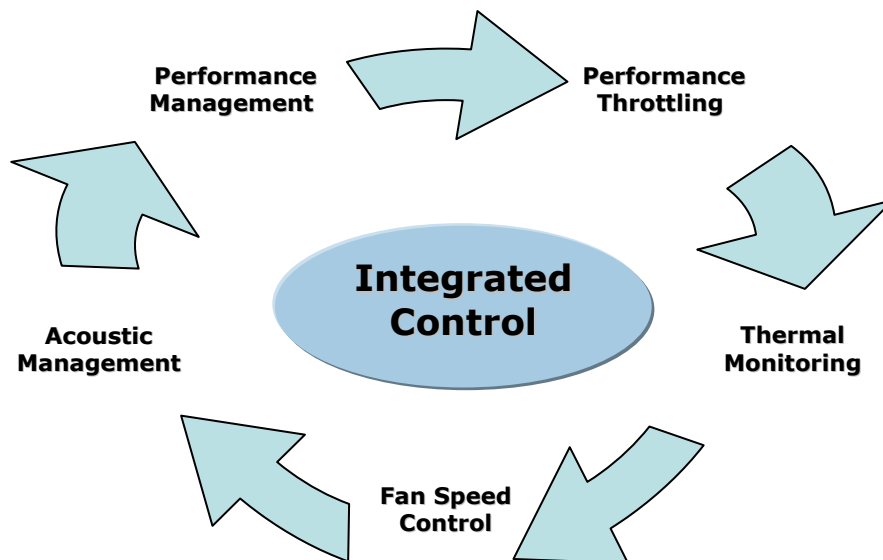 Performance
Management
Performance
Throttling
Integrated
Control
Acoustic
Management
Thermal
Monitoring
Fan Speed
Control